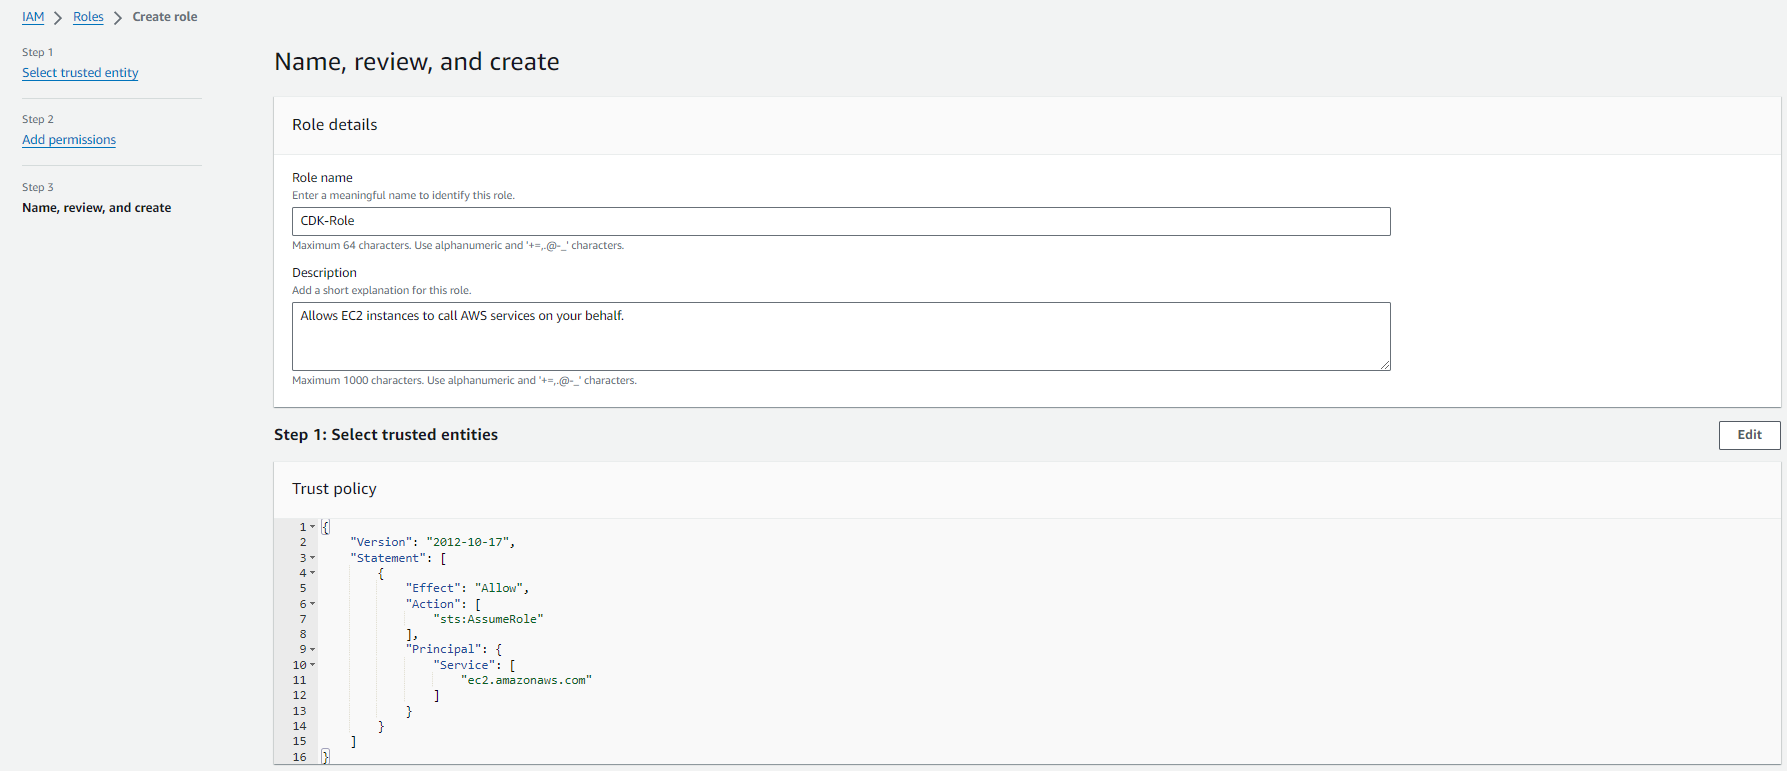 IAM > Roles > Create role
Step 1
Select trusted entity
Step 2
Add permissions
Step 3
Name, review, and create
Name, review, and create
Role details
Role name
Enter a meaningful name to identify this role.
CDK-Role
Maximum 64 characters. Use alphanumeric and '+=,.@-_' characters.
Description
Add a short explanation for this role.
Allows EC2 instances to call AWS services on your behalf.
Maximum 1000 characters. Use alphanumeric and '+=,.@-_' characters.
Step 1: Select trusted entities
Edit
Trust policy
1 {
2     "Version": "2012-10-17",
3     "Statement": [
4         {
5             "Effect": "Allow",
6             "Action": [
7                 "sts:AssumeRole"
8             ],
9             "Principal": {
10                 "Service": [
11                     "ec2.amazonaws.com"
12                 ]
13             }
14         }
15     ]
16 }